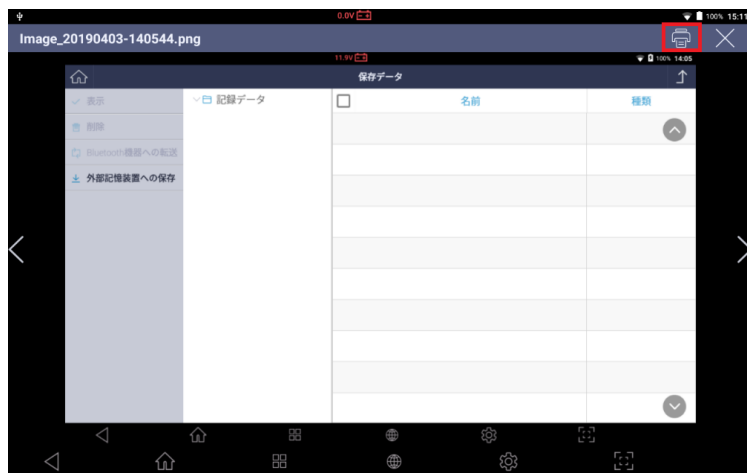 0.0V
100% 15:11
Image_20190403-140544.png
11.9V
100% 14:05
保存データ
表示
記録データ
名前
種類
削除
Bluetooth機器への転送
外部記憶装置への保存